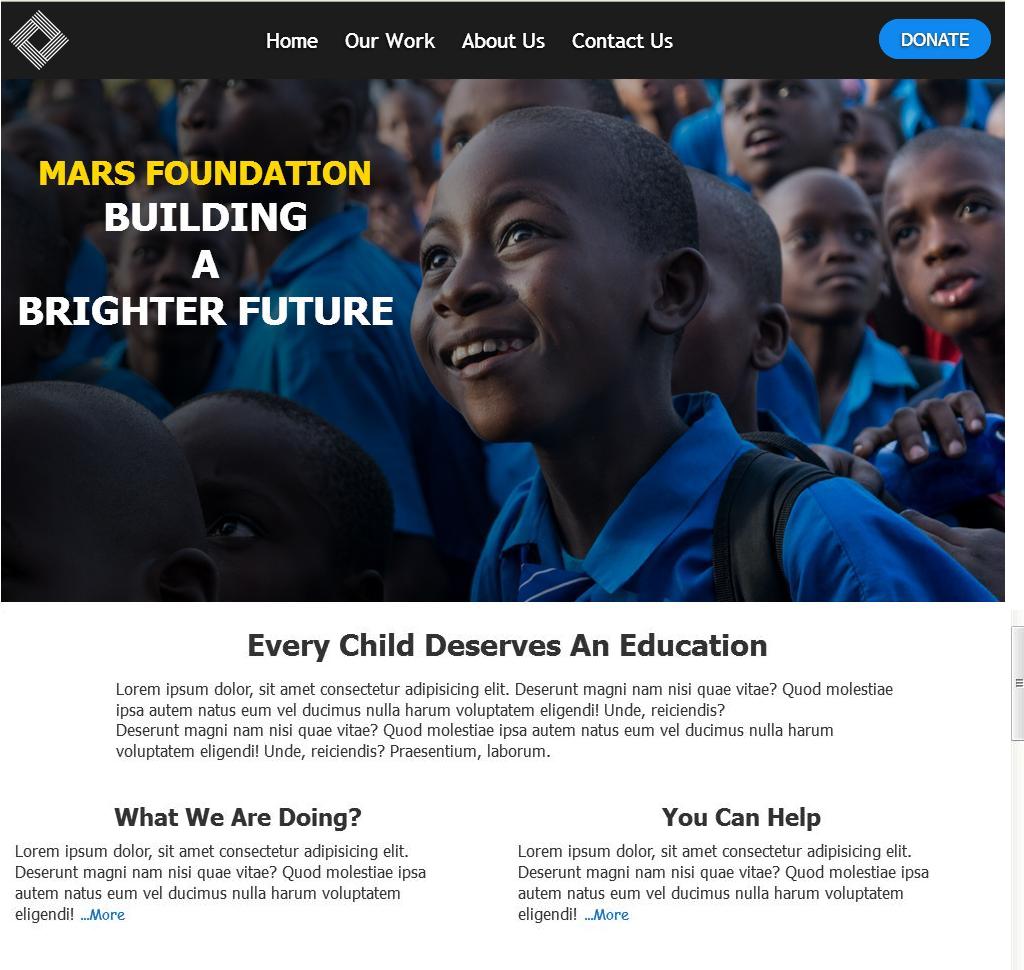 Home Our Work About Us Contact Us DONATE
MARS FOUNDATION
BUILDING
A
BRIGHTER FUTURE
Every Child Deserves An Education
Lorem ipsum dolor, sit amet consectetur adipisicing elit. Deserunt magni nam nisi quae vitae? Quod molestiae
ipsa autem natus eum vel ducimus nulla harum voluptatem eligendi! Unde, reiciendis?
Deserunt magni nam nisi quae vitae? Quod molestiae ipsa autem natus eum vel ducimus nulla harum
voluptatem eligendi! Unde, reiciendis? Praesentium, laborum.
What We Are Doing?
Lorem ipsum dolor, sit amet consectetur adipisicing elit.
Deserunt magni nam nisi quae vitae? Quod molestiae ipsa
autem natus eum vel ducimus nulla harum voluptatem
eligendi! ...More
You Can Help
Lorem ipsum dolor, sit amet consectetur adipisicing elit.
Deserunt magni nam nisi quae vitae? Quod molestiae ipsa
autem natus eum vel ducimus nulla harum voluptatem
eligendi! ...More